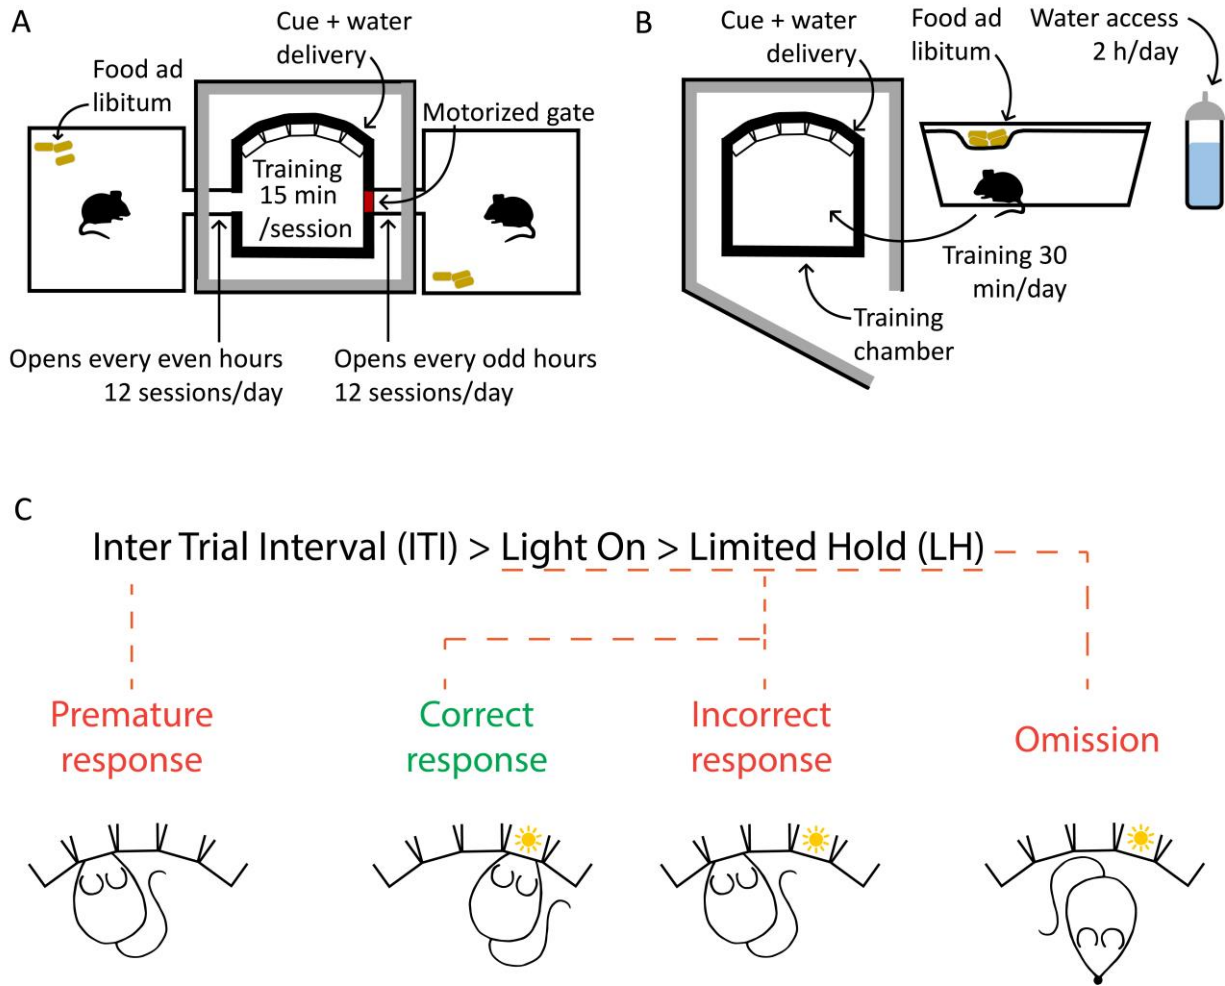 A
Cue + water
delivery
Food ad
libitum
Motorized gate
Training
15 min
/session
Opens every even hours
12 sessions/day
Opens every odd hours
12 sessions/day
B
Cue + water
delivery
Food ad
libitum
Water access
2 h/day
Training 30
min/day
Training
chamber
C
Inter Trial Interval (ITI) > Light On > Limited Hold (LH)
Premature
response
Correct
response
Incorrect
response
Omission